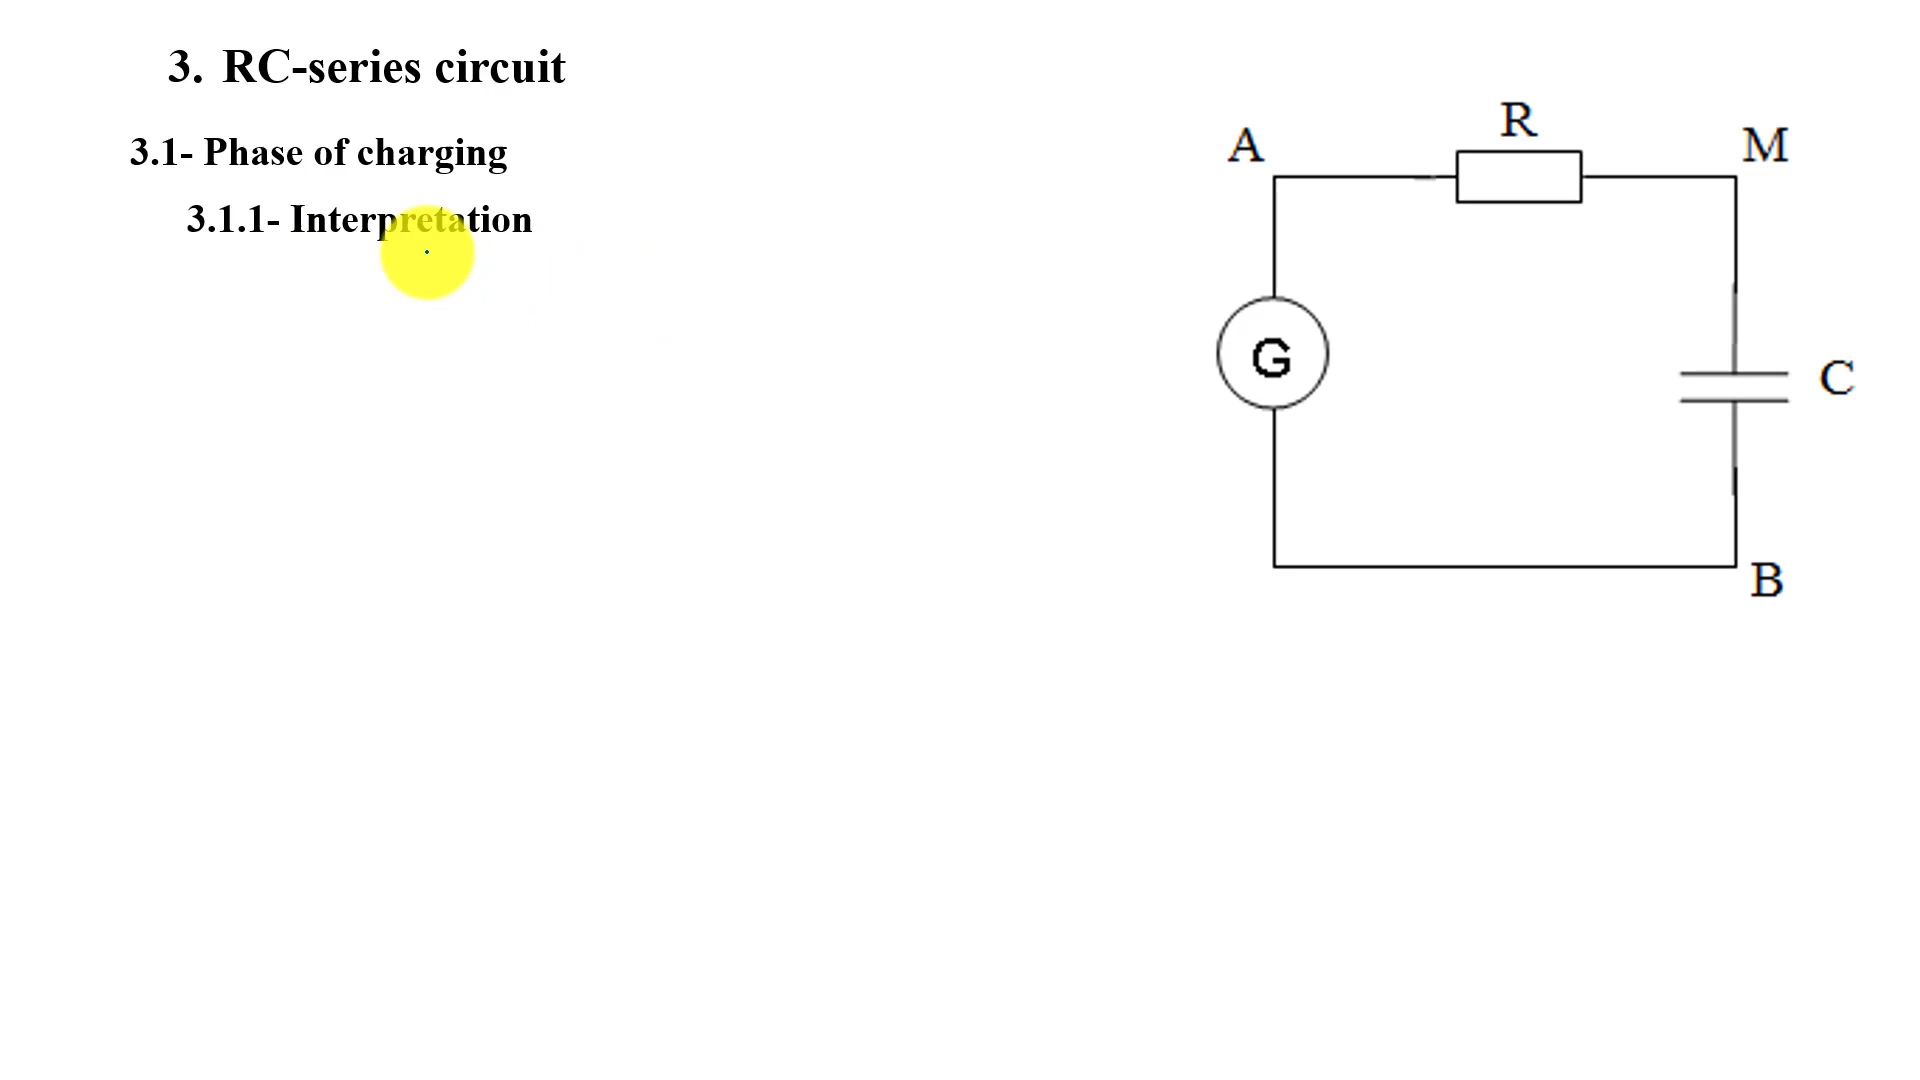 3. RC-series circuit
3.1- Phase of charging
3.1.1- Interpretation
R
A
M
G
C
B